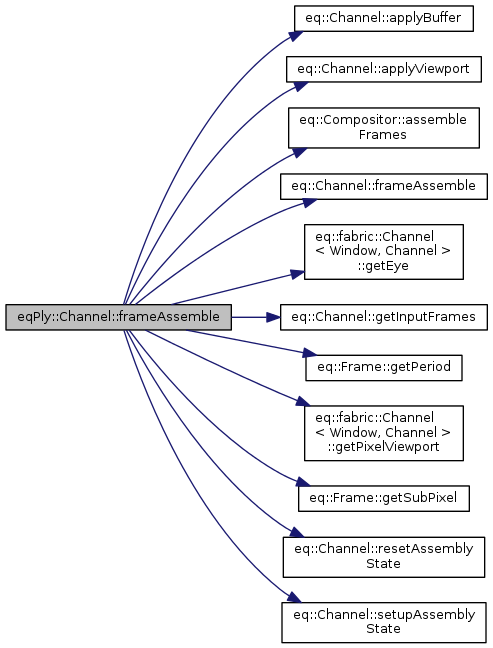 eq::Channel::applyBuffer
eq::Channel::applyViewport
eq::Compositor::assemble
Frames
eq::Channel::frameAssemble
eq::fabric::Channel
< Window, Channel >
::getEye
eqPly::Channel::frameAssemble
eq::Channel::getInputFrames
eq::Frame::getPeriod
eq::fabric::Channel
< Window, Channel >
::getPixelViewport
eq::Frame::getSubPixel
eq::Channel::resetAssembly
State
eq::Channel::setupAssembly
State